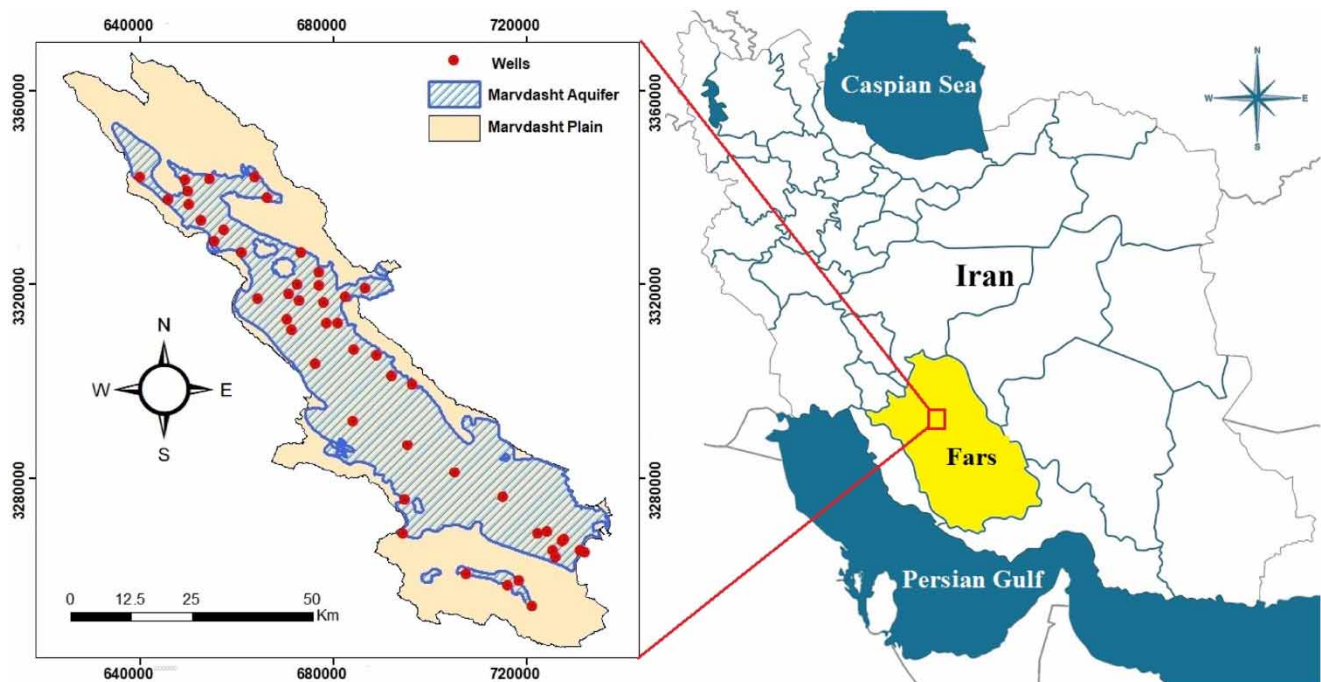 640000 680000 720000
Wells
Marvdasht Aquifer
Marvdasht Plain
3360000
3320000
3280000
N
W E
S
0 12.5 25 50
Km
640000 680000 720000
3360000
3320000
3280000
Caspian Sea
N
W E
S
Iran
Fars
Persian Gulf